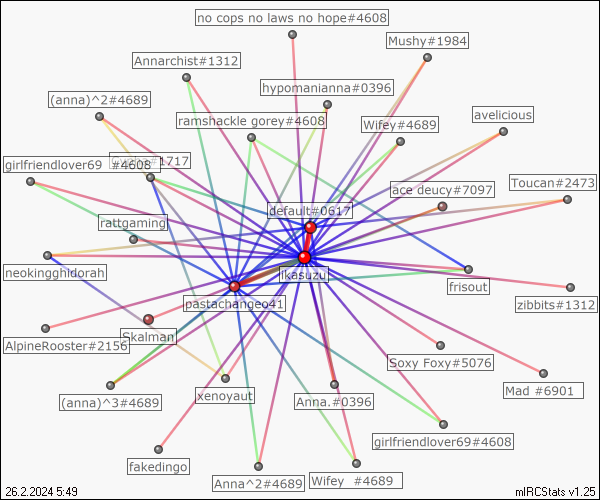 no cops no laws no hope#4608
Mushy#1984
Annarchist#1312
hypomanianna#0396
(anna)^2#4689
avelicious
ramshackle gorey#4608
Wifey#4689
girlfriendlover69 #4608
#1717
ace deucy#7097
Toucan#2473
default#0617
rattgaming
neokingghidorah
ikasuzu
frisout
pastachangeo41
zibbits#1312
Skalman
AlpineRooster#2156
Soxy Foxy#5076
xenoyaut
Mad #6901
(anna)^3#4689
Anna.#0396
girlfriendlover69#4608
fakedingo
Anna^2#4689
Wifey #4689
26.2.2024 5:49
mIRCStats v1.25